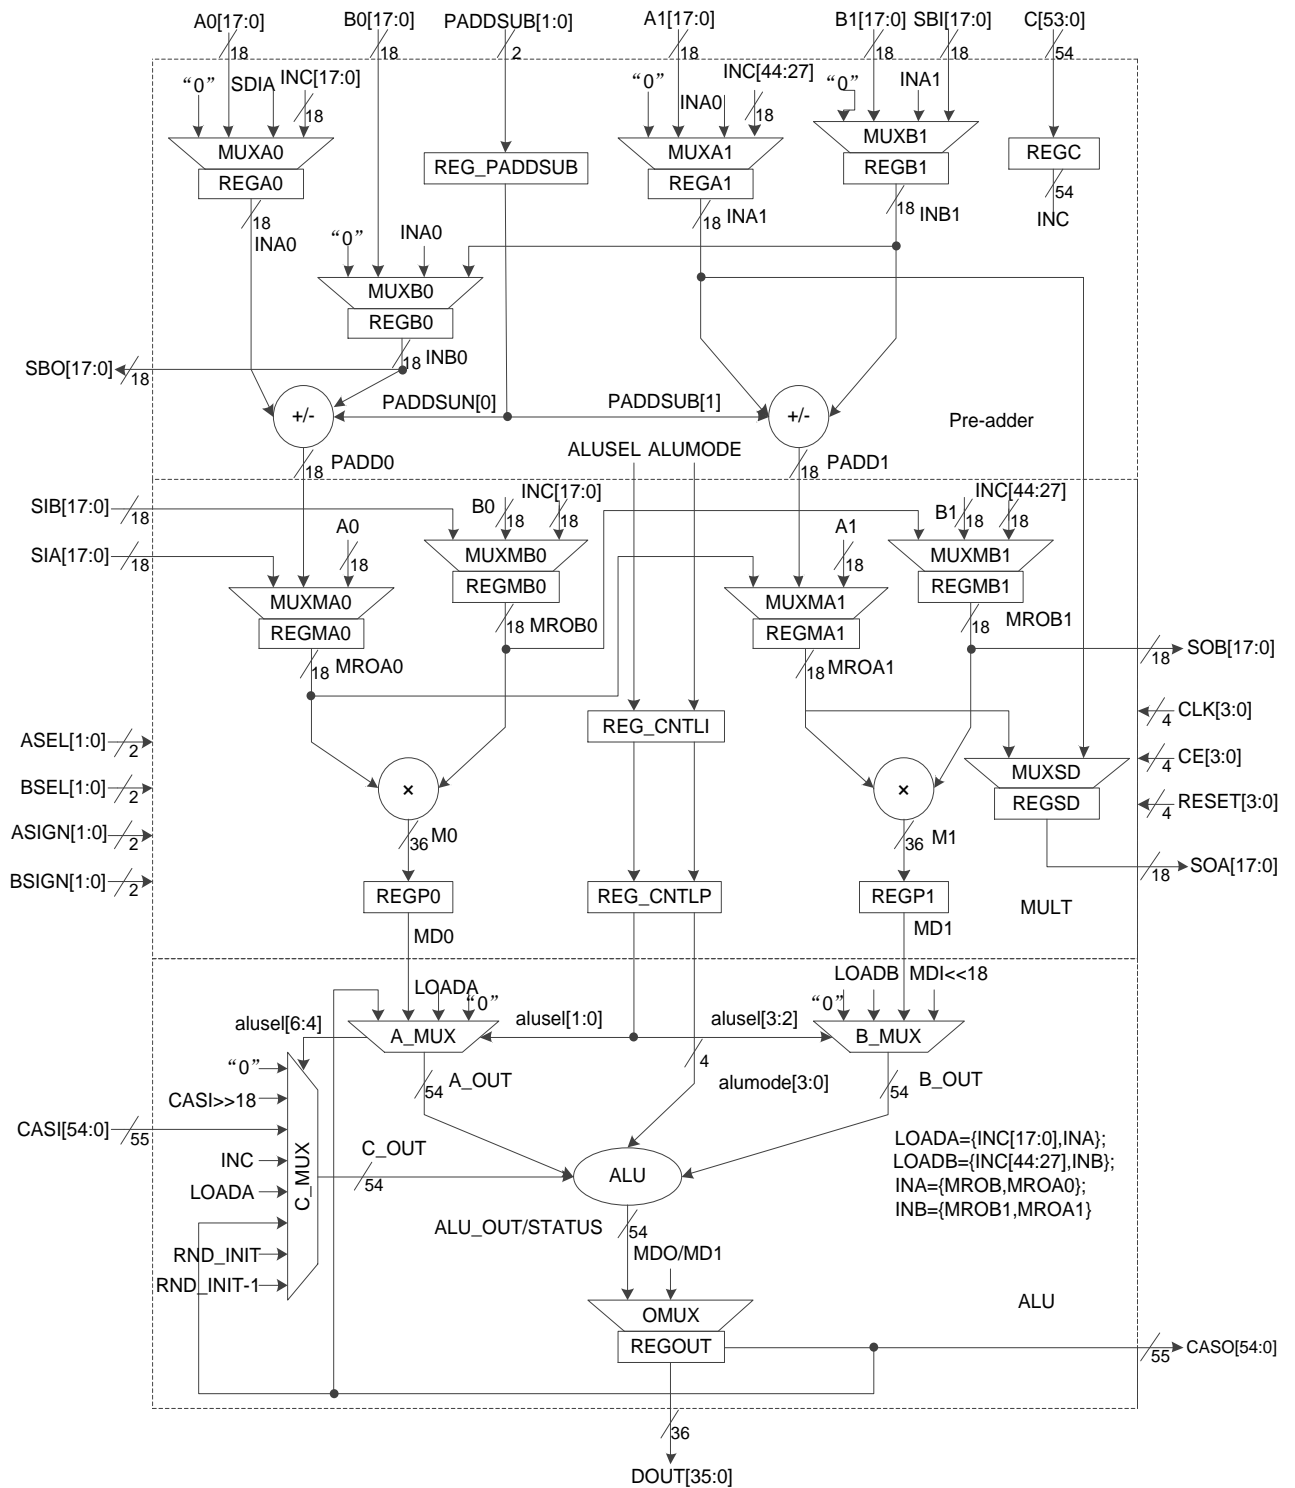 A0[17:0] B0[17:0] PADDSUB[1:0] A1[17:0] B1[17:0] SBI[17:0] C[53:0]
18 18 2 18 18 18 54
“0” SDIA INC[17:0] “0” INA0 INC[44:27] “0” INA1
18 18
MUXA0 MUXA1 MUXB1 REGC
REGA0 REG_PADDSUB REGA1 REGB1
18 18 18 54
INA0 INA1 INB1 INC
“0” INA0
MUXB0
REGB0
18 INB0
SBO[17:0] 18
+/- PADDSUN[0] PADDSUB[1] +/-
Pre-adder
18 PADD0 ALUSEL ALUMODE 18 PADD1
SIB[17:0] 18 B0 18 INC[17:0] 18 B1 18 INC[44:27] 18
SIA[17:0] 18 A0 18 MUXMB0 A1 18 MUXMB1
MUXMA0 REGMB0 MUXMA1 REGMB1
REGMA0 18 MROB0 REGMA1 18 MROB1
18 MROA0 18 MROA1 18 SOB[17:0]
4 CLK[3:0]
REG_CNTLI
ASEL[1:0] 2
4 CE[3:0]
MUXSD
BSEL[1:0] 2 × × REGSD 4 RESET[3:0]
ASIGN[1:0] 2 36 M0 36 M1
18 SOA[17:0]
BSIGN[1:0] 2 REGP0 REG_CNTLP REGP1
MULT
MD0 MD1
LOADA “0” LOADB MDI<<18
“0”
alusel[6:4] A_MUX alusel[1:0] alusel[3:2] B_MUX
“0” 4
54 A_OUT alumode[3:0] 54 B_OUT
CASI>>18
CASI[54:0] 55
LOADA={INC[17:0],INA};
C_OUT LOADB={INC[44:27],INB};
INC 54 ALU INA={MROB,MROA0};
LOADA INB={MROB1,MROA1}
C_MUX
ALU_OUT/STATUS 54
RND_INIT MDO/MD1
RND_INIT-1
OMUX ALU
REGOUT 55 CASO[54:0]
36
DOUT[35:0]